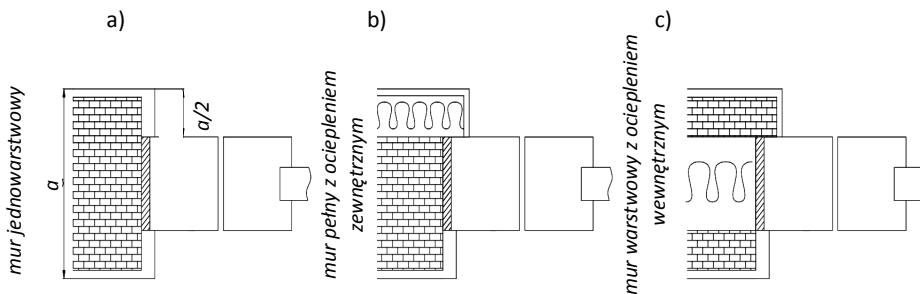 a)
b)
c)
mur jednowarstwowy
a
a/2
mur pełny z ociepleniem
zewnętrznym
mur warstwowy z ociepleniem
wewnętrznym